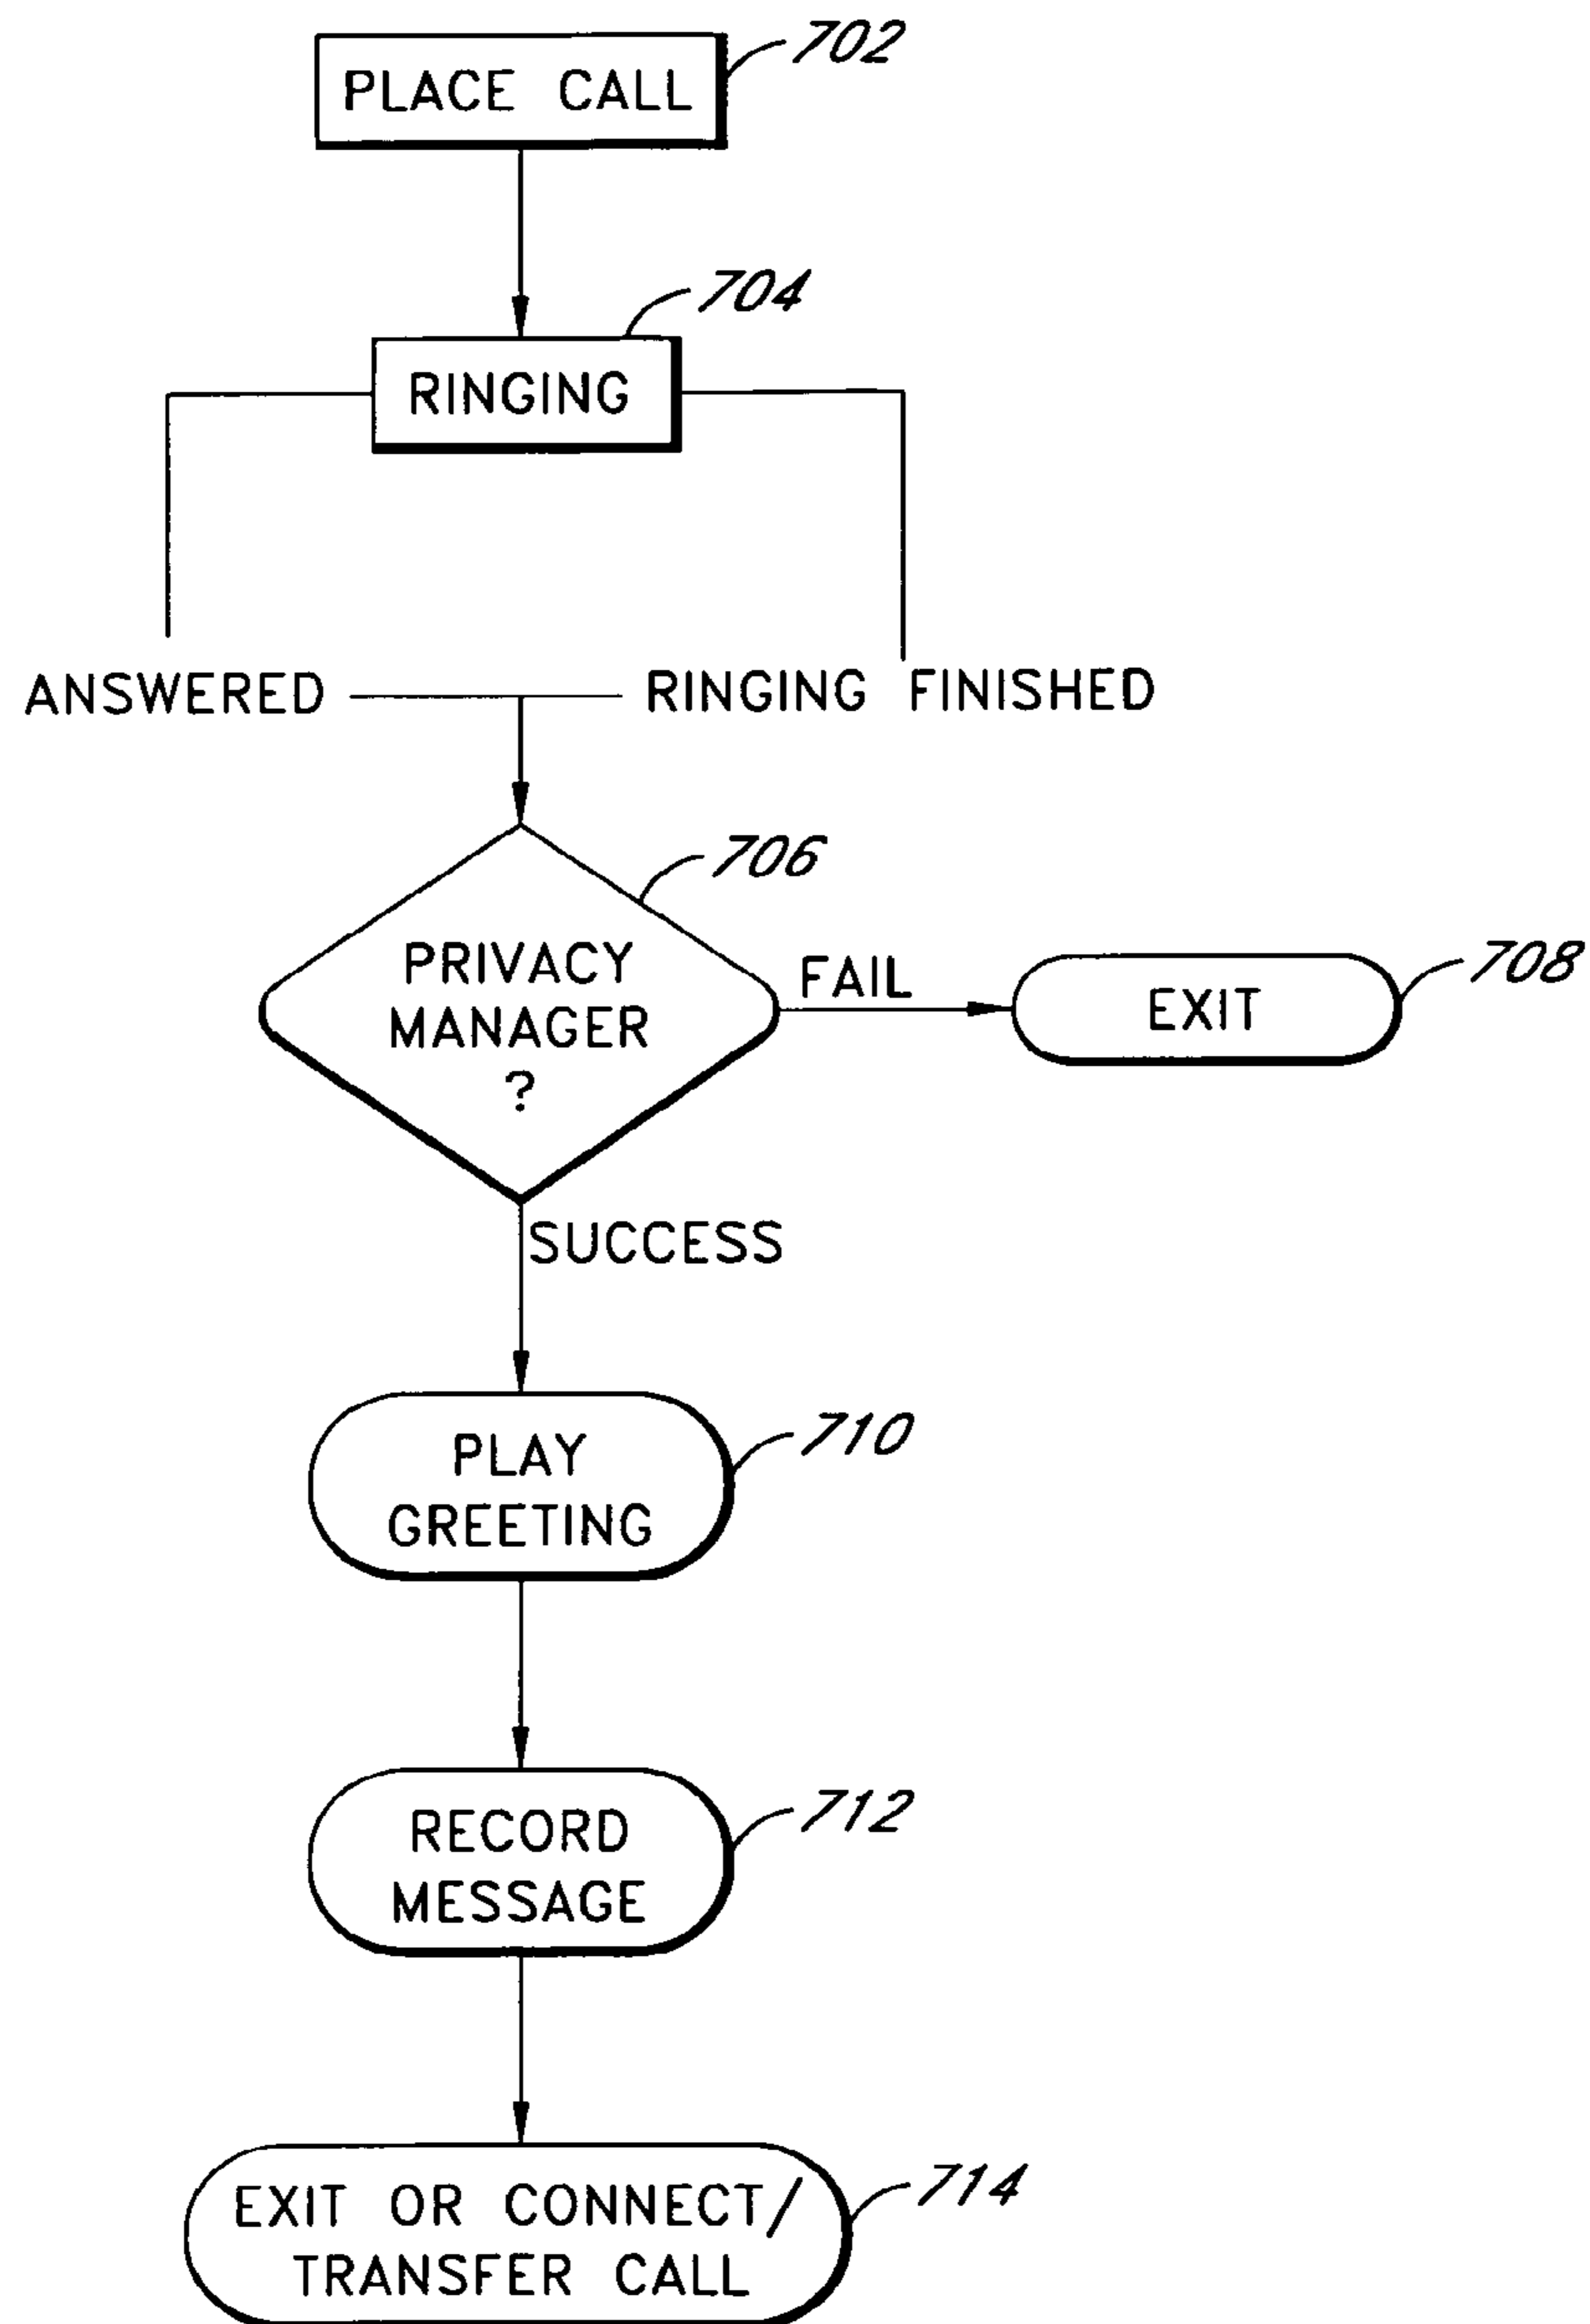 702
PLACE CALL
704
RINGING
ANSWERED
RINGING FINISHED
706
PRIVACY
MANAGER
?
FAIL
708
EXIT
SUCCESS
710
PLAY
GREETING
712
RECORD
MESSAGE
714
EXIT OR CONNECT/
TRANSFER CALL